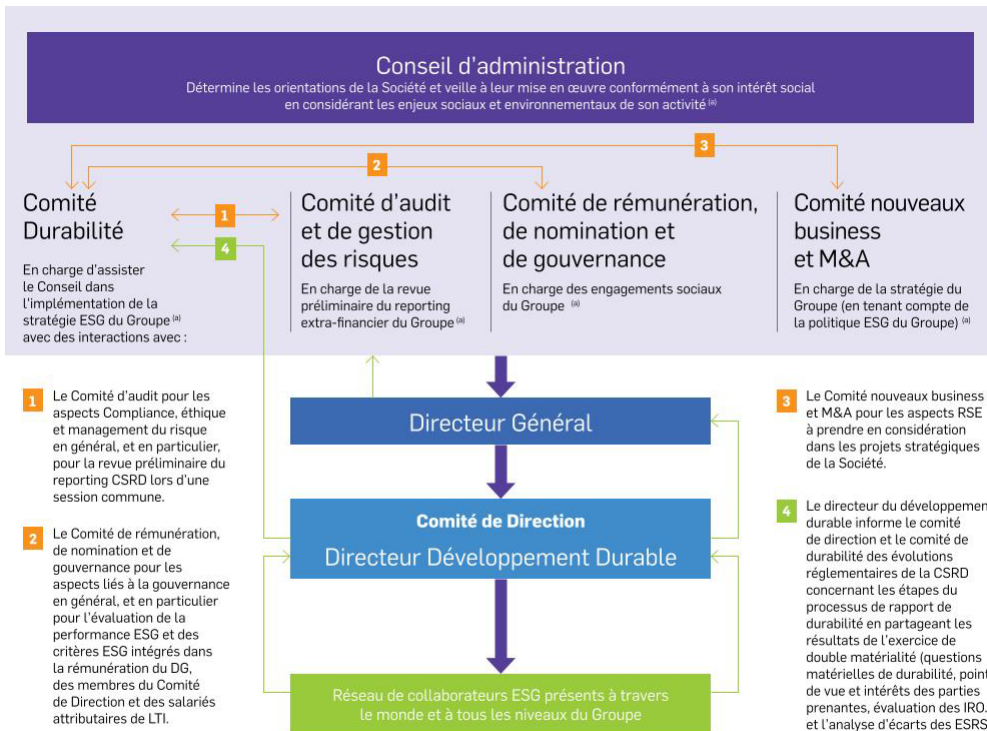 Conseil d'administration
Détermine les orientations de la Société et veille à leur mise en œuvre conformément à son intérêt social
en considérant les enjeux sociaux et environnementaux de son activité (a)
3
2
1
4
Comité
Durabilité
En charge d'assister
le Conseil dans
l'implémentation de la
stratégie ESG du Groupe (a)
avec des interactions avec :
Comité d'audit
et de gestion
des risques
En charge de la revue
préliminaire du reporting
extra-financier du Groupe (a)
Comité de rémunération,
de nomination et
de gouvernance
En charge des engagements sociaux
du Groupe (a)
Comité nouveaux
business
et M&A
En charge de la stratégie du
Groupe (en tenant compte de
la politique ESG du Groupe) (a)
1 Le Comité d'audit pour les
aspects Compliance, éthique
et management du risque
en général, et en particulier,
pour la revue préliminaire du
reporting CSRD lors d'une
session commune.
2 Le Comité de rémunération,
de nomination et de
gouvernance pour les
aspects liés à la gouvernance
en général, et en particulier
pour l'évaluation de la
performance ESG et des
critères ESG intégrés dans
la rémunération du DG,
des membres du Comité
de Direction et des salariés
attributaires de LTI.
Directeur Général
Comité de Direction
Directeur Développement Durable
Réseau de collaborateurs ESG présents à travers
le monde et à tous les niveaux du Groupe
3 Le Comité nouveaux business
et M&A pour les aspects RSE
à prendre en considération
dans les projets stratégiques
de la Société.
4 Le directeur du développemen
durable informe le comité
de direction et le comité de
durabilité des évolutions
réglementaires de la CSRD
concernant les étapes du
processus de rapport de
durabilité en partageant les
résultats de l'exercice de
double matérialité (questions
matérielles de durabilité, point
de vue et intérêts des parties
prenantes, évaluation des IRO.
et l'analyse d'écarts des ESRS